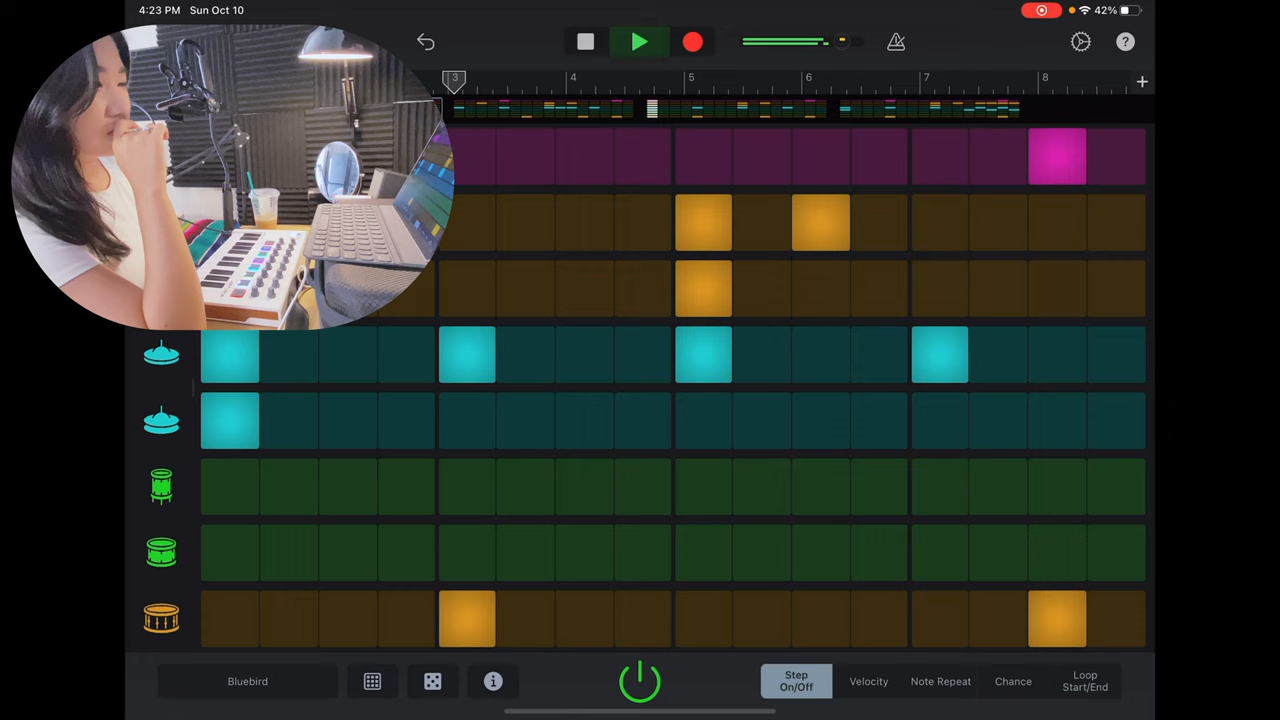 4:23 PM Sun Oct 10
42%
3 4 5 6 7 8
Bluebird
Step
On/Off
Velocity
Note Repeat
Chance
Loop
Start/End